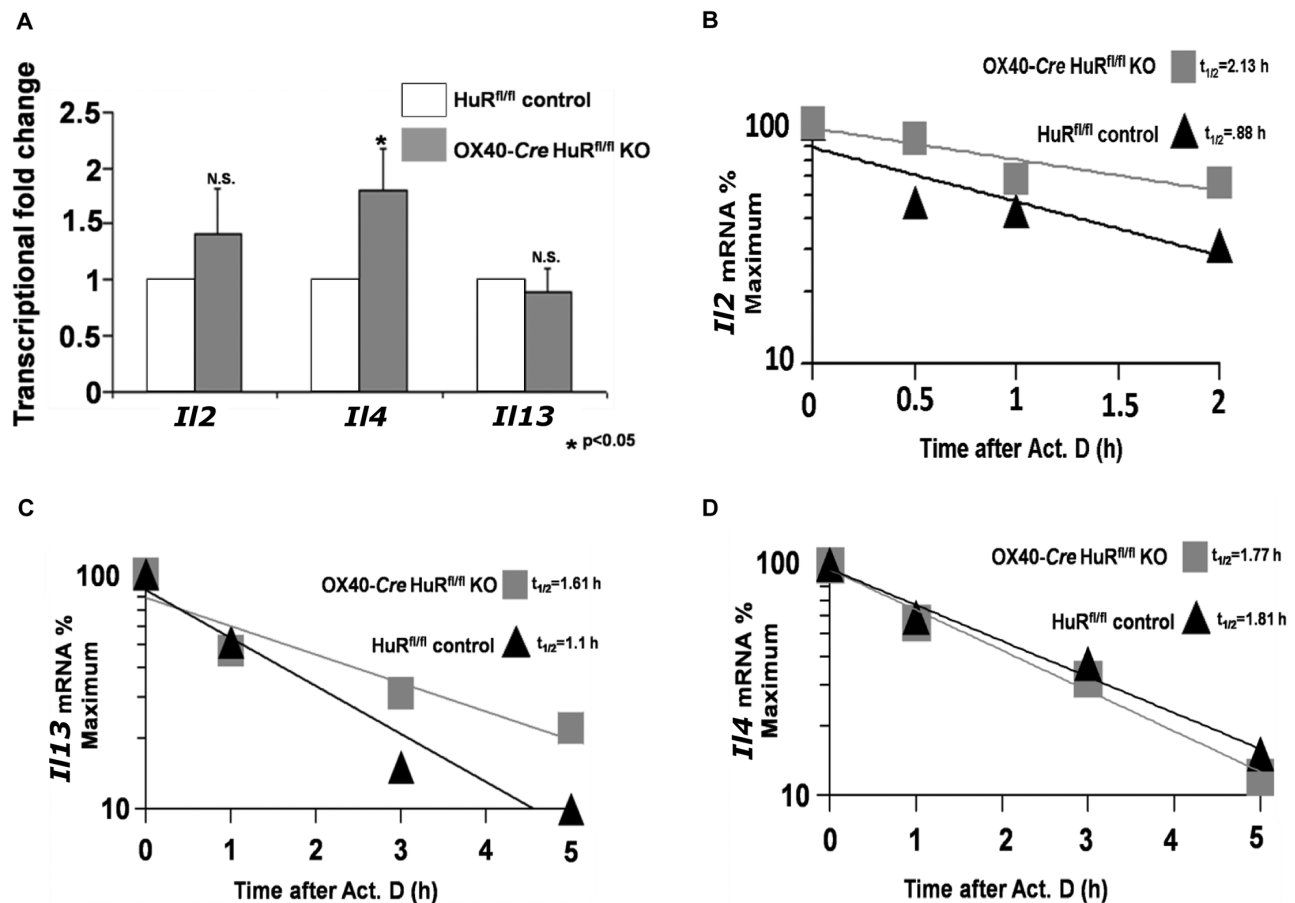 A
Transcriptional fold change
2.5
2
1.5
1
0.5
0
HuRfl/fl control
OX40-Cre HuRfl/fl KO
N.S.
*
N.S.
Il2
Il4
Il13
* p<0.05
B
OX40-Cre HuRfl/fl KO t1/2=2.13 h
HuRfl/fl control t1/2=.88 h
Il2 mRNA %
Maximum
100
10
0 0.5 1 1.5 2
Time after Act. D (h)
C
OX40-Cre HuRfl/fl KO t1/2=1.61 h
HuRfl/fl control t1/2=1.1 h
Il13 mRNA %
Maximum
100
10
0 1 2 3 4 5
Time after Act. D (h)
D
OX40-Cre HuRfl/fl KO t1/2=1.77 h
HuRfl/fl control t1/2=1.81 h
Il4 mRNA %
Maximum
100
10
0 1 2 3 4 5
Time after Act. D (h)